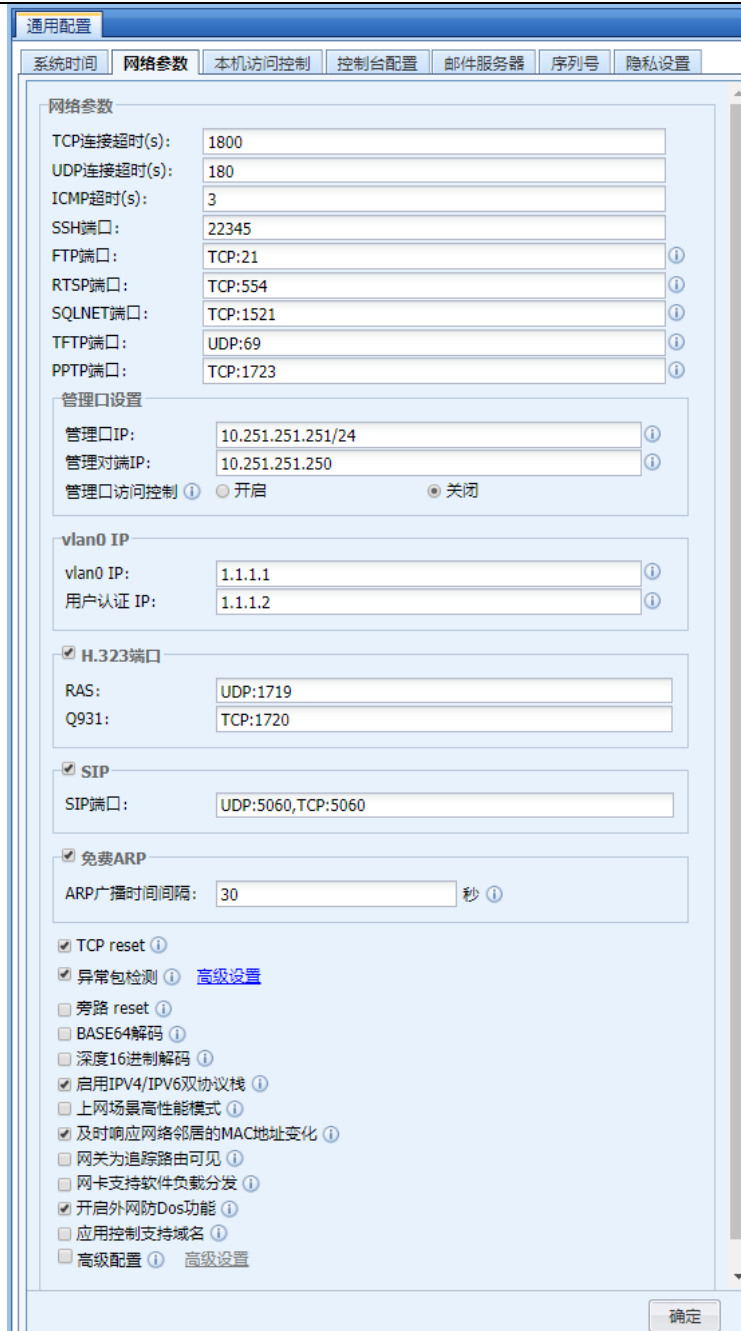 通用配置
系统时间 网络参数 本机访问控制 控制台配置 邮件服务器 序列号 隐私设置
网络参数
TCP连接超时(s): 1800
UDP连接超时(s): 180
ICMP超时(s): 3
SSH端口: 22345
FTP端口: TCP:21
RTSP端口: TCP:554
SQLNET端口: TCP:1521
TFTP端口: UDP:69
PPTP端口: TCP:1723
管理口设置
管理口IP: 10.251.251.251/24
管理对端IP: 10.251.251.250
管理口访问控制 开启 关闭
vlan0 IP
vlan0 IP: 1.1.1.1
用户认证 IP: 1.1.1.2
H.323端口
RAS: UDP:1719
Q931: TCP:1720
SIP
SIP端口: UDP:5060,TCP:5060
免费ARP
ARP广播时间间隔: 30 秒
TCP reset
异常包检测 高级设置
旁路 reset
BASE64解码
深度16进制解码
启用IPV4/IPV6双协议栈
上网场景高性能模式
及时响应网络邻居的MAC地址变化
网关为追踪路由可见
网卡支持软件负载分发
开启外网防Dos功能
应用控制支持域名
高级配置 高级设置
确定